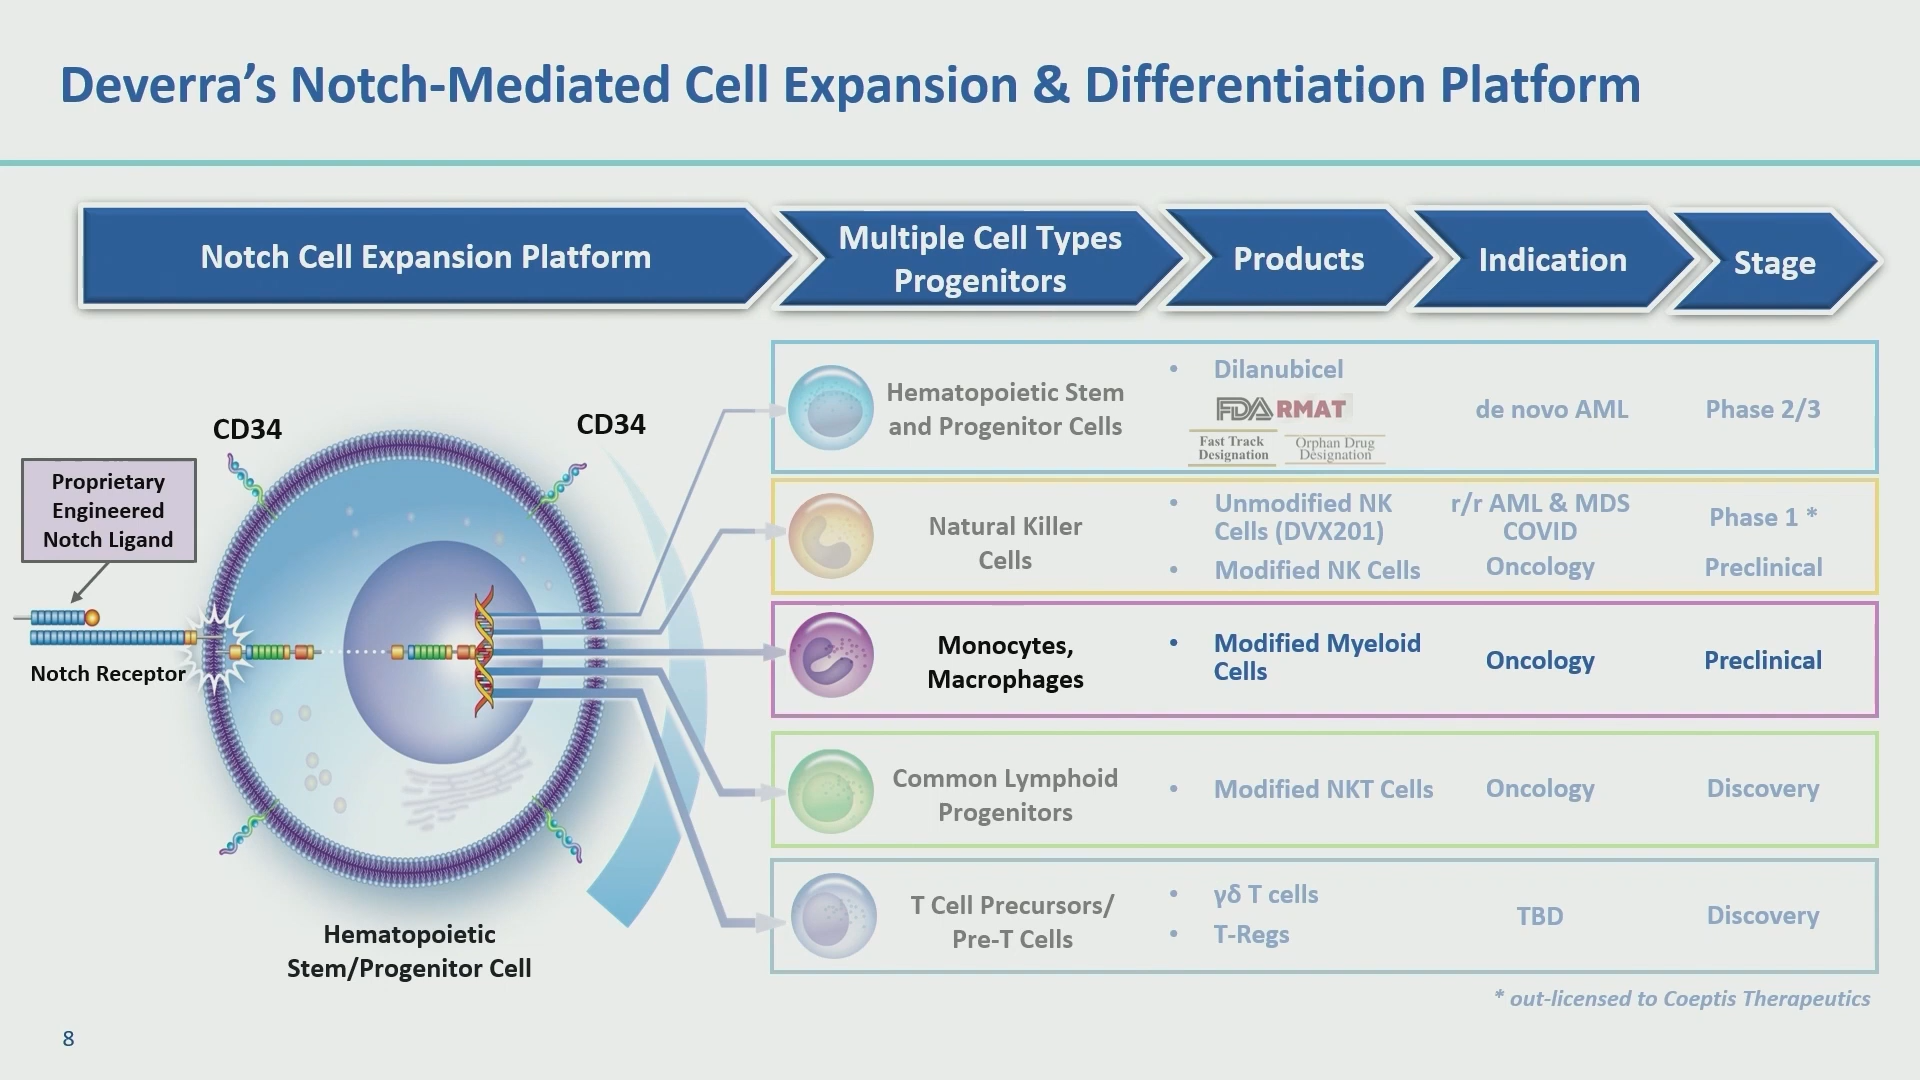 Deverra’s Notch-Mediated Cell Expansion & Differentiation Platform
Notch Cell Expansion Platform
Multiple Cell Types
Progenitors
Products
Indication
Stage
CD34
CD34
Proprietary
Engineered
Notch Ligand
Notch Receptor
Hematopoietic
Stem/Progenitor Cell
Hematopoietic Stem
and Progenitor Cells
• Dilanubicel
FDA RMAT
Fast Track
Designation
Orphan Drug
Designation
de novo AML
Phase 2/3
Natural Killer
Cells
• Unmodified NK
Cells (DVX201)
• Modified NK Cells
r/r AML & MDS
COVID
Oncology
Phase 1 *
Preclinical
Monocytes,
Macrophages
• Modified Myeloid
Cells
Oncology
Preclinical
Common Lymphoid
Progenitors
• Modified NKT Cells
Oncology
Discovery
T Cell Precursors/
Pre-T Cells
• γδ T cells
• T-Regs
TBD
Discovery
* out-licensed to Coeptis Therapeutics
8